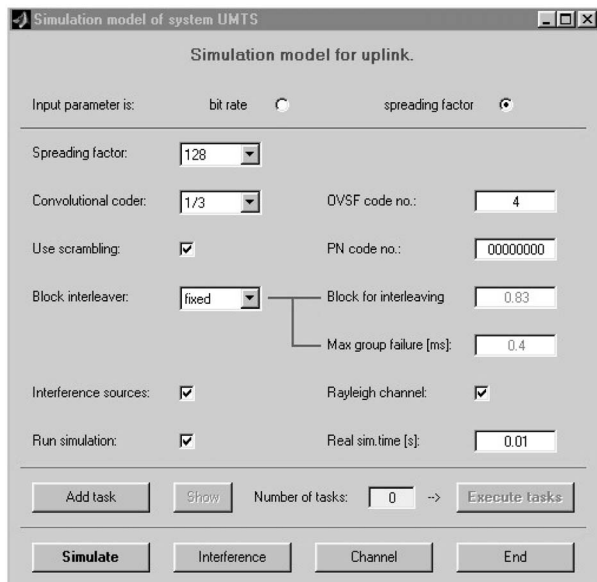 Simulation model of system UMTS
Simulation model for uplink.
Input parameter is: bit rate spreading factor
Spreading factor: 128
Convolutional coder: 1/3 OVSF code no.: 4
Use scrambling: PN code no.: 00000000
Block interleaver: fixed Block for interleaving 0.83
Max group failure [ms]: 0.4
Interference sources: Rayleigh channel:
Run simulation: Real sim.time [s]: 0.01
Add task Show Number of tasks: 0 --> Execute tasks
Simulate Interference Channel End